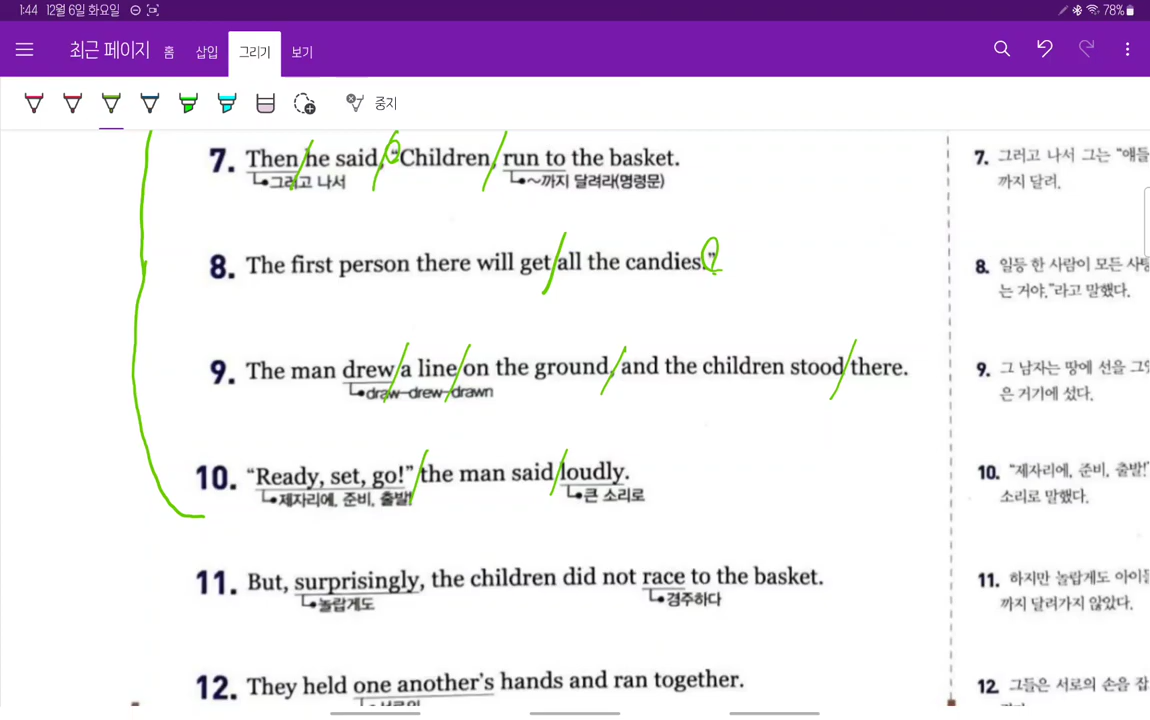 1:44 12월 6일 화요일 78%
최근 페이지 홈 삽입 그리기 보기
중지
7. Then he said, “Children, run to the basket.
그러고 나서 ~까지 달려라(명령문)
7. 그러고 나서 그는 “얘들
까지 달려.
8. The first person there will get all the candies.”
8. 일등 한 사람이 모든 사탕
는 거야.”라고 말했다.
9. The man drew a line on the ground, and the children stood there.
draw-drew-drawn
9. 그 남자는 땅에 선을 그었
은 거기에 섰다.
10. “Ready, set, go!” the man said loudly.
제자리에, 준비, 출발! 큰 소리로
10. “제자리에, 준비, 출발!”
소리로 말했다.
11. But, surprisingly, the children did not race to the basket.
놀랍게도 경주하다
11. 하지만 놀랍게도 아이들
까지 달려가지 않았다.
12. They held one another’s hands and ran together.
12. 그들은 서로의 손을 잡